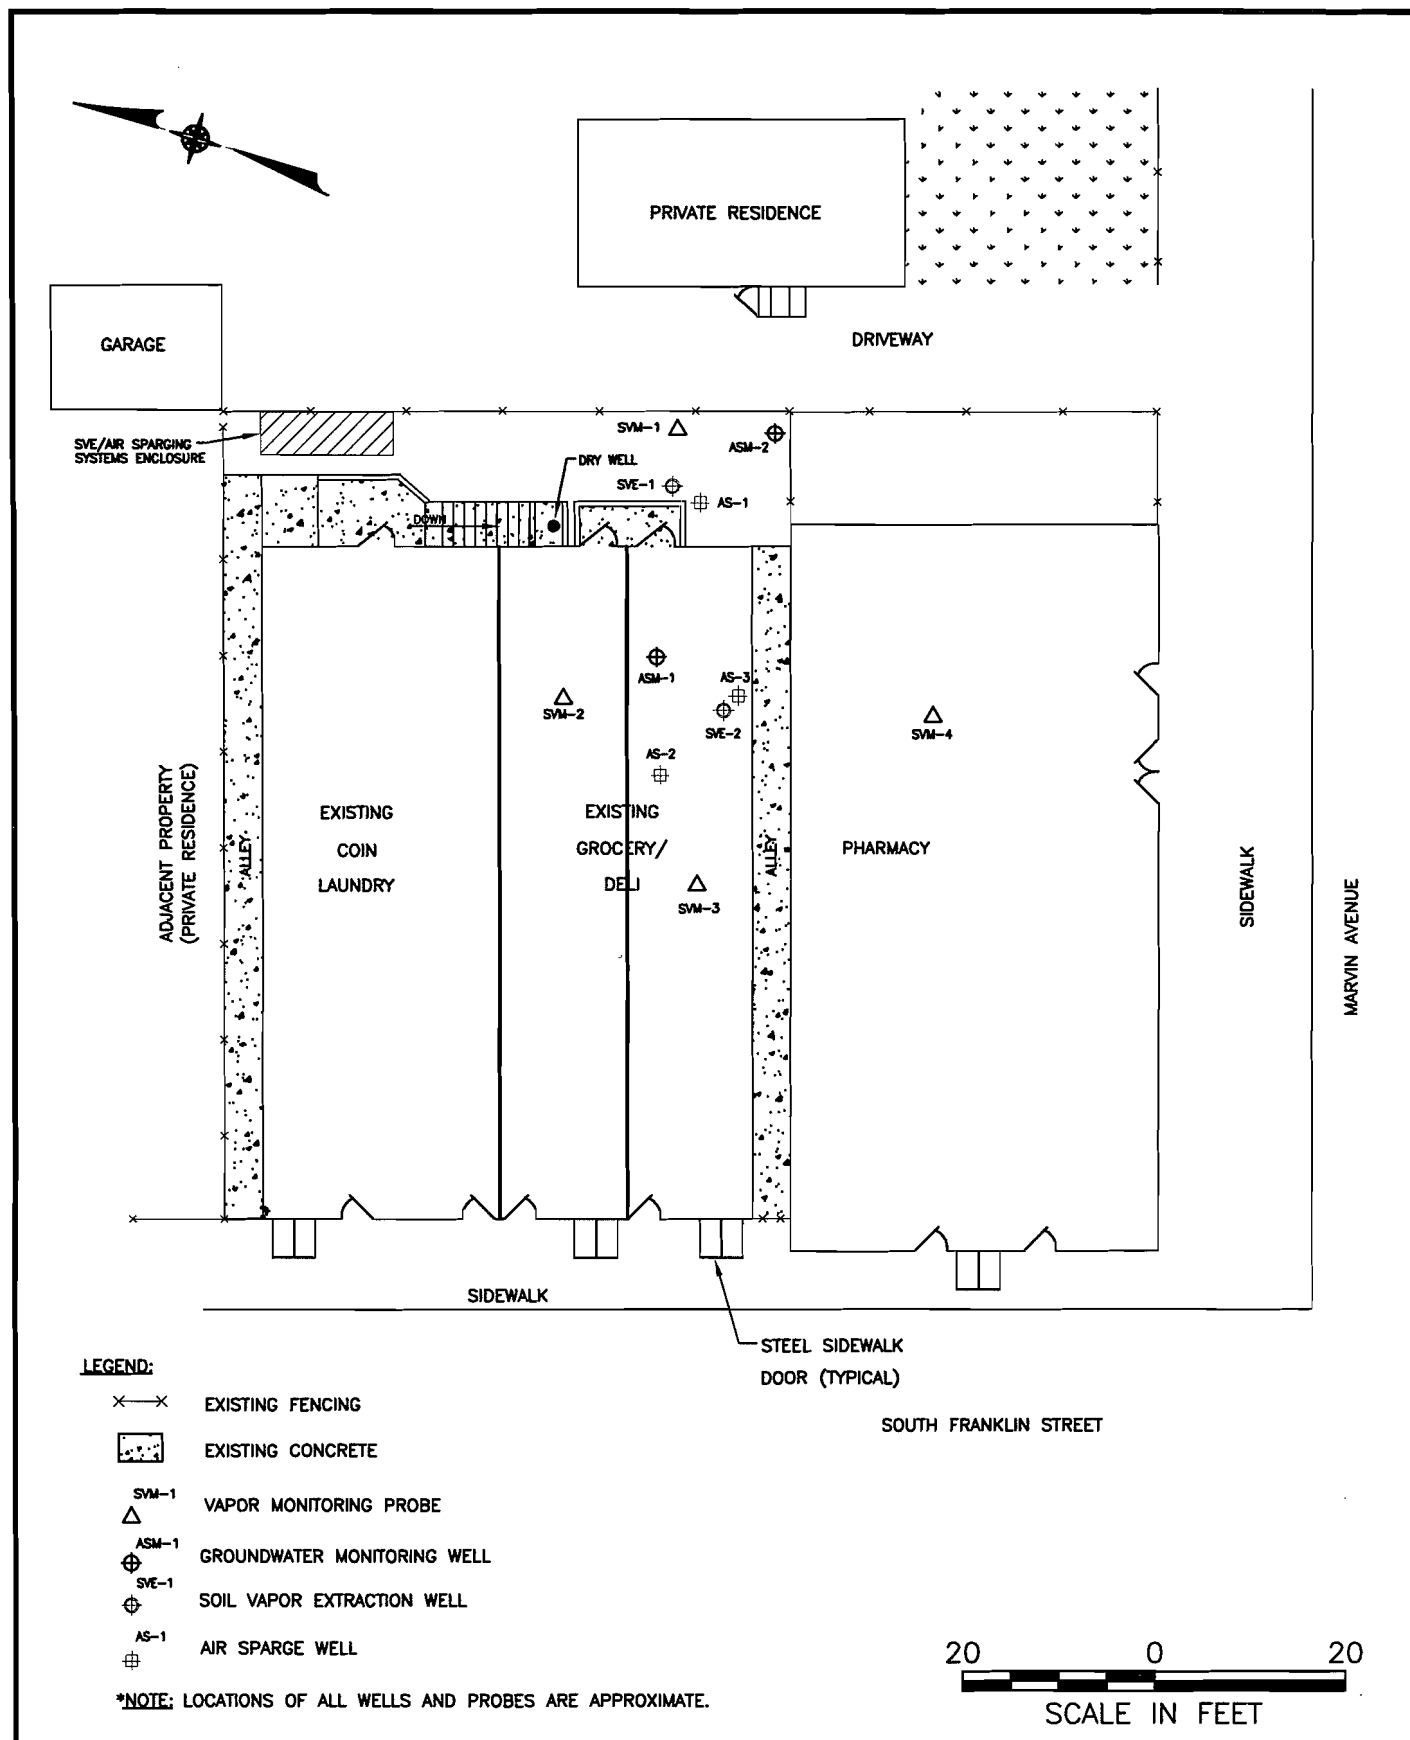 PRIVATE RESIDENCE
DRIVEWAY
GARAGE
SVE/AIR SPARGING
SYSTEMS ENCLOSURE
SVM-1
ASM-2
DRY WELL
SVE-1
AS-1
DOWN
ASM-1
AS-3
SVM-2
SVE-2
SVM-4
AS-2
ADJACENT PROPERTY
(PRIVATE RESIDENCE)
ALLEY
EXISTING
COIN
LAUNDRY
EXISTING
GROCERY/
DELI
SVM-3
ALLEY
PHARMACY
SIDEWALK
MARVIN AVENUE
SIDEWALK
STEEL SIDEWALK
DOOR (TYPICAL)
SOUTH FRANKLIN STREET
LEGEND:
EXISTING FENCING
EXISTING CONCRETE
SVM-1
VAPOR MONITORING PROBE
ASM-1
GROUNDWATER MONITORING WELL
SVE-1
SOIL VAPOR EXTRACTION WELL
AS-1
AIR SPARGE WELL
*NOTE: LOCATIONS OF ALL WELLS AND PROBES ARE APPROXIMATE.
20 0 20
SCALE IN FEET